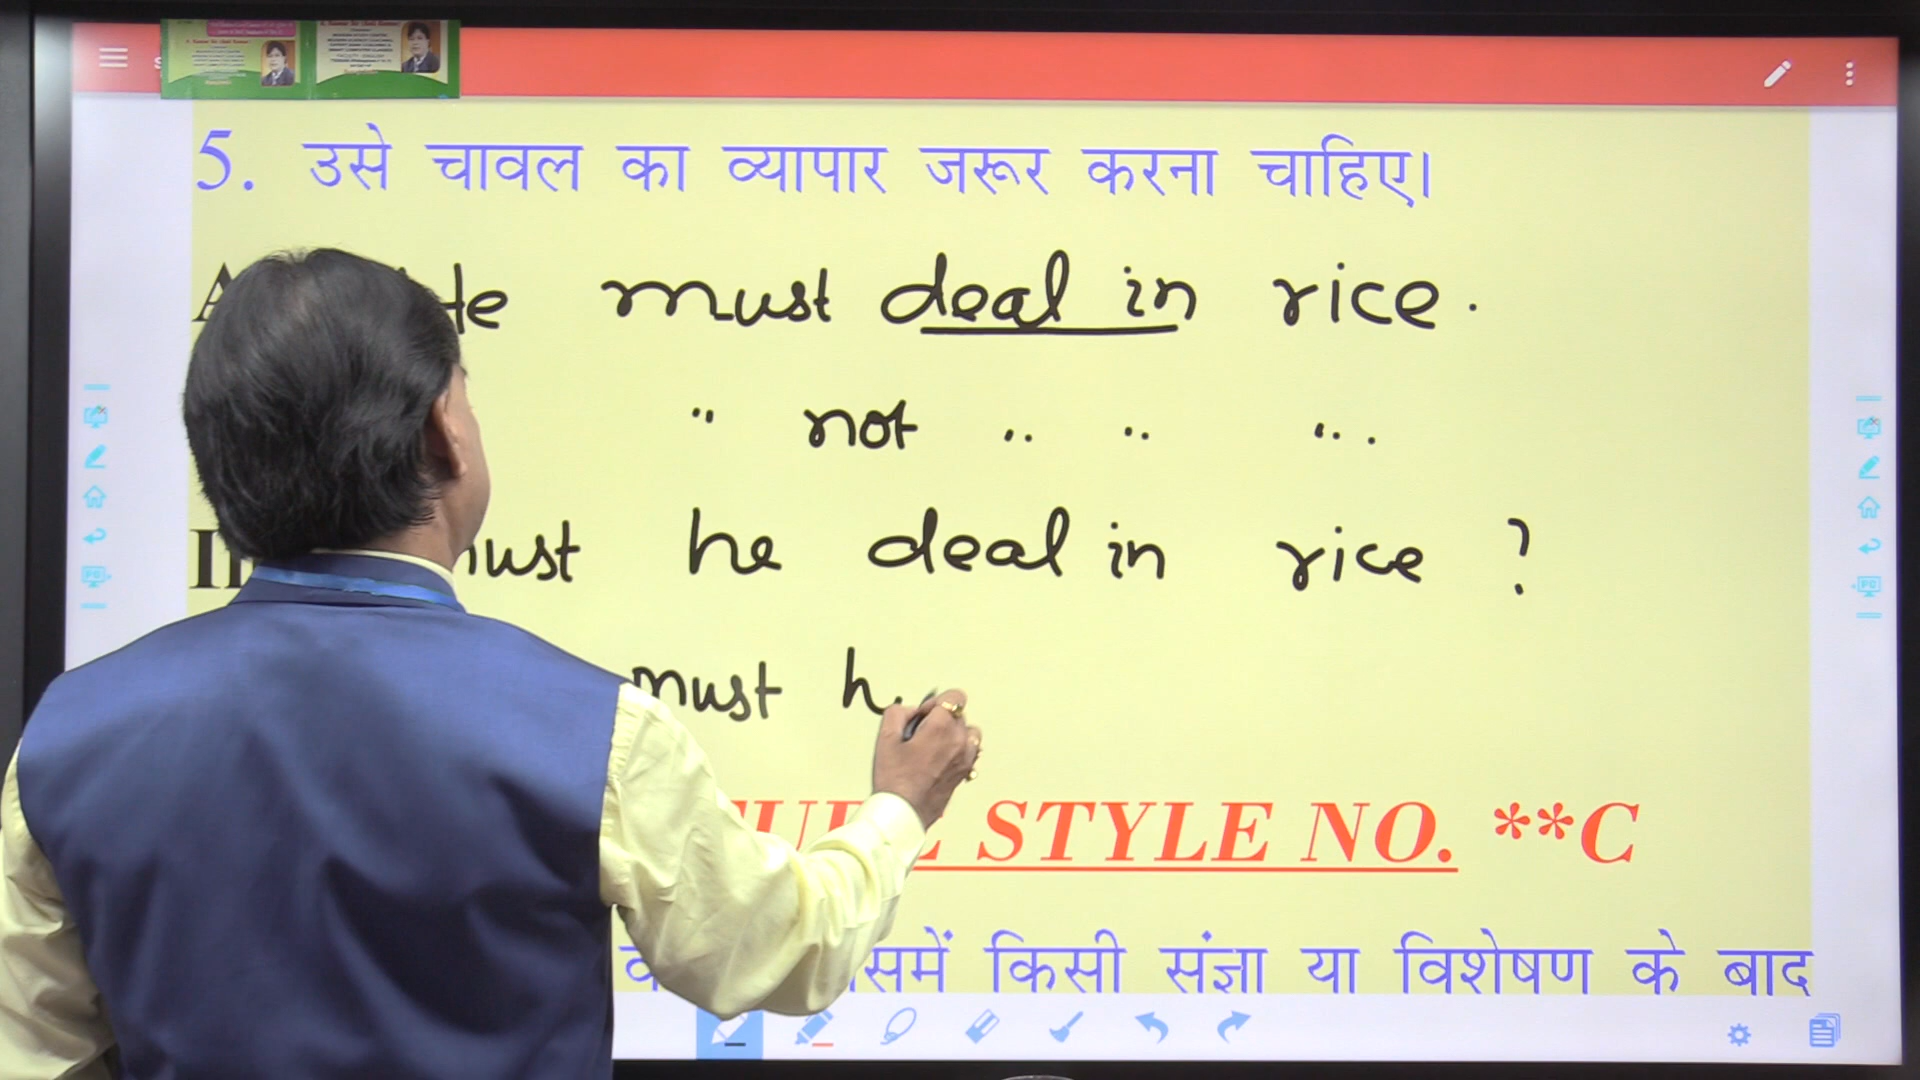 5. उसे चावल का व्यापार जरूर करना चाहिए।
He must deal in rice.
" not " " ".
must he deal in rice ?
must
STYLE NO. **C
किसी संज्ञा या विशेषण के बाद